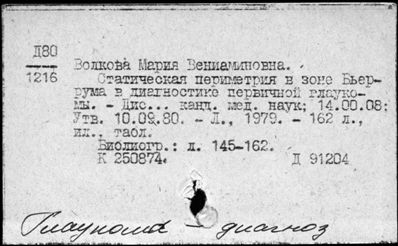 Д80
1216
Волкова Мария Вениаминовна.
Статическая периметрия в зоне Бьер-
рума в диагностике первичной глауко-
мы. - Дис... канд. мед. наук; 14.00.08;
Утв. 10.09.80. - Л., 1979. - 162 л.,
ил., табл.
Библиогр.: л. 145-162.
К 250874. Д 91204
Глаукома - диагноз